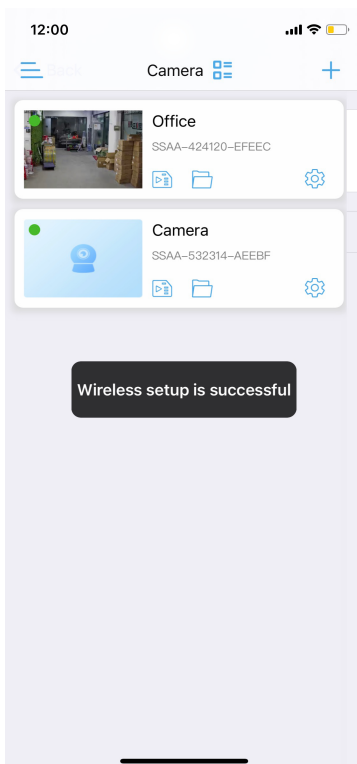 12:00
Back
Camera
Office
SSAA-424120-EFEEC
Camera
SSAA-532314-AEEBF
Wireless setup is successful